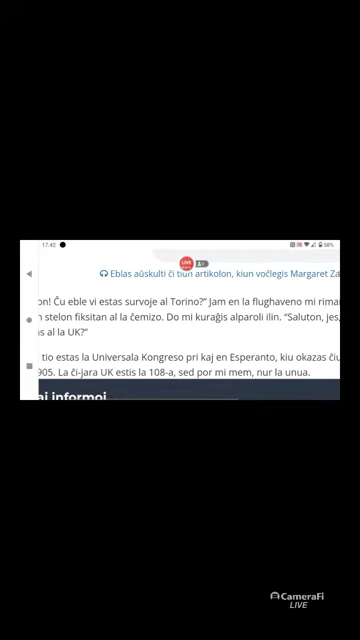 17:42
58%
LIVE
Eblas aŭskulti ĉi tiun artikolon, kiun voĉlegis Margaret Za
on! Ĉu eble vi estas survoje al Torino?” Jam en la flughaveno mi rimar
n stelon fiksitan al la ĉemizo. Do mi kuraĝis alparoli ilin. “Saluton, jes,
as al la UK?”
tio estas la Universala Kongreso pri kaj en Esperanto, kiu okazas ĉiu
905. La ĉi-jara UK estis la 108-a, sed por mi mem, nur la unua.
aj informoj
CameraFi
LIVE